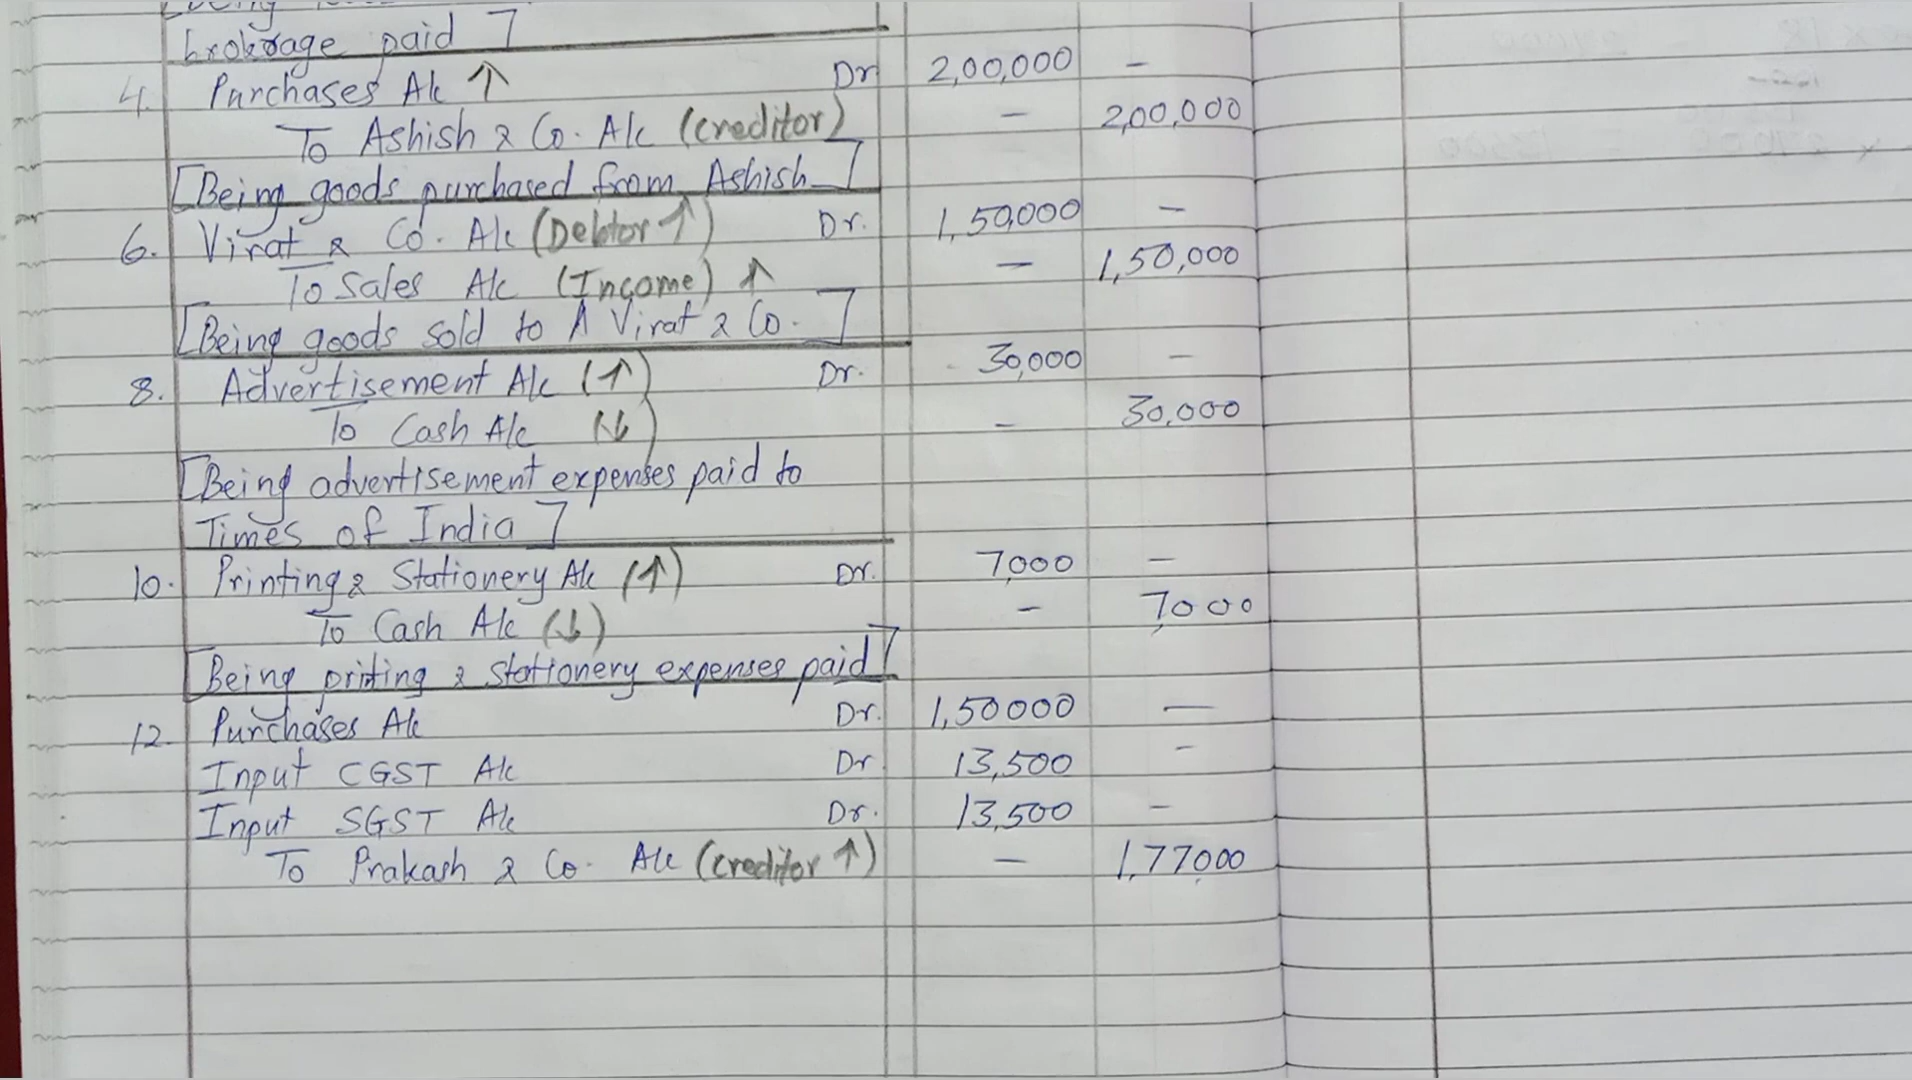 brokerage paid ]
4. Purchases A/c ↑ Dr 2,00,000 -
To Ashish & Co. A/c (creditor) - 2,00,000
[Being goods purchased from Ashish]
6. Virat & Co. A/c (Debtor ↑) Dr. 1,50,000 -
To Sales A/c (Income) ↑ - 1,50,000
[Being goods sold to A Virat & Co. ]
8. Advertisement A/c (↑) Dr. 30,000 -
To Cash A/c (↓) - 30,000
[Being advertisement expenses paid to
Times of India ]
10. Printing & Stationery A/c (↑) Dr. 7,000 -
To Cash A/c (↓) - 7,000
[Being priting & stationery expenses paid]
12. Purchases A/c Dr. 1,50000 -
Input CGST A/c Dr. 13,500 -
Input SGST A/c Dr. 13,500 -
To Prakash & Co. A/c (creditor ↑) - 1,77,000